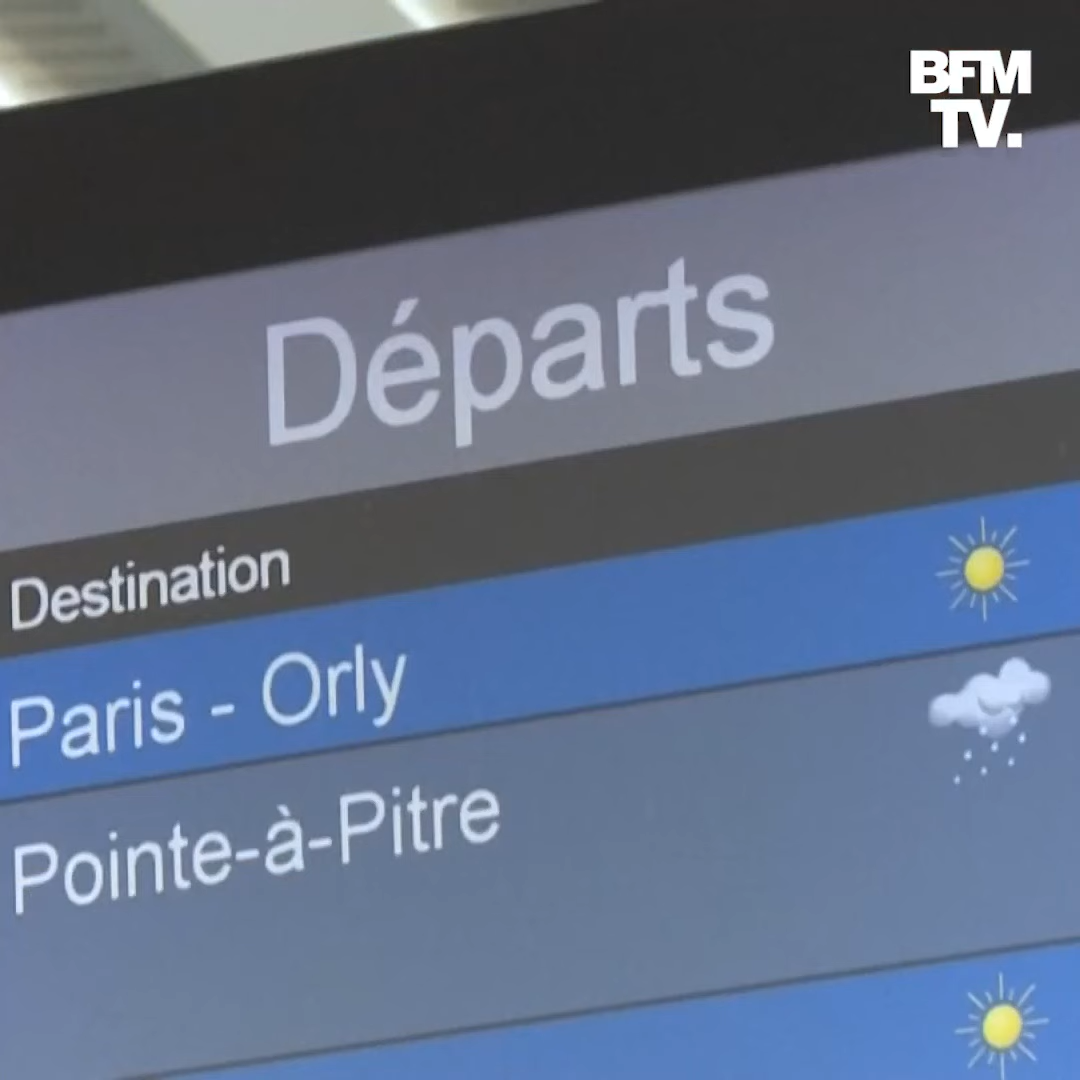 BFM
TV.
Départs
Destination
Paris - Orly
Pointe-à-Pitre